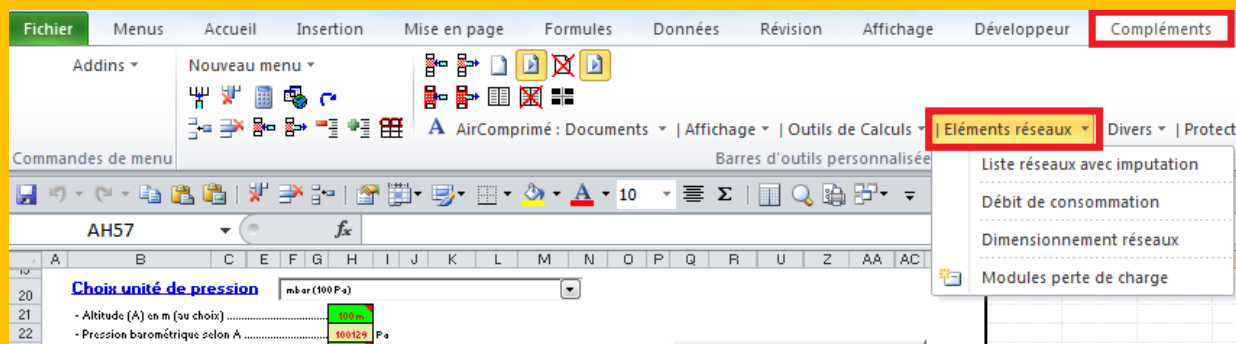 Fichier Menus Accueil Insertion Mise en page Formules Données Révision Affichage Développeur Compléments
Addins Nouveau menu
A AirComprimé : Documents | Affichage | Outils de Calculs | Eléments réseaux Divers | Protect
Commandes de menu Barres d'outils personnalisée
Liste réseaux avec imputation
Débit de consommation
Dimensionnement réseaux
Modules perte de charge
A 10 Σ
AH57 fx
A B C E F G H I J K L M N O P Q R U Z AA AC
20 Choix unité de pression mbar (100 Pa)
21 - Altitude (A) en m (au choix) 100 m
22 - Pression barométrique selon A 100129 Pa